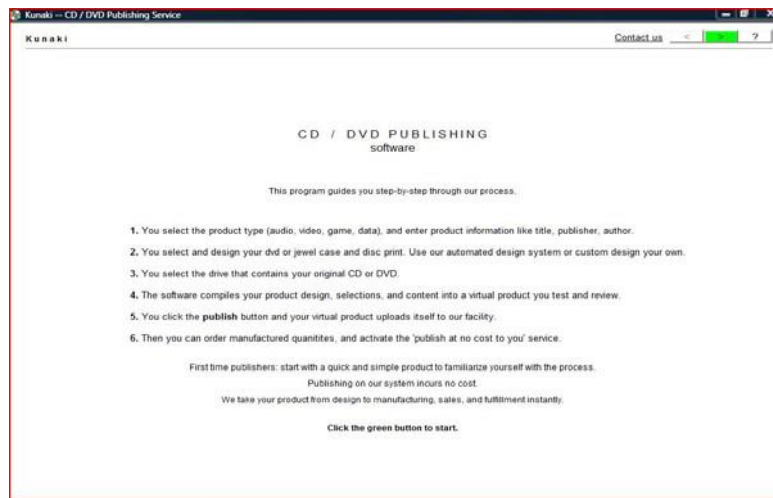 Kunaki -- CD / DVD Publishing Service
Kunaki
Contact us < > ?
CD / DVD PUBLISHING
software
This program guides you step-by-step through our process.
1. You select the product type (audio, video, game, data), and enter product information like title, publisher, author.
2. You select and design your dvd or jewel case and disc print. Use our automated design system or custom design your own.
3. You select the drive that contains your original CD or DVD.
4. The software compiles your product design, selections, and content into a virtual product you test and review.
5. You click the publish button and your virtual product uploads itself to our facility.
6. Then you can order manufactured quanitites, and activate the 'publish at no cost to you' service.
First time publishers: start with a quick and simple product to familiarize yourself with the process.
Publishing on our system incurs no cost.
We take your product from design to manufacturing, sales, and fulfillment instantly.
Click the green button to start.